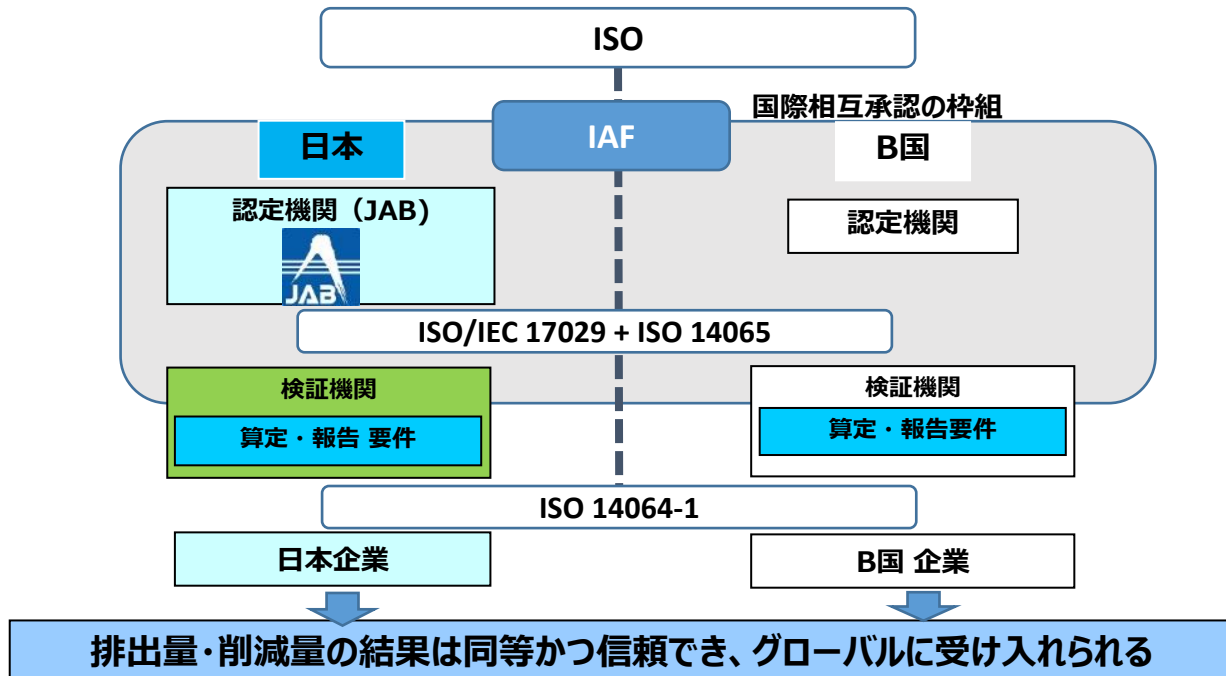 ISO
国際相互承認の枠組
日本
IAF
B国
認定機関（JAB)
JAB
認定機関
ISO/IEC 17029 + ISO 14065
検証機関
算定・報告 要件
検証機関
算定・報告要件
ISO 14064-1
日本企業
B国 企業
排出量･削減量の結果は同等かつ信頼でき、グローバルに受け入れられる